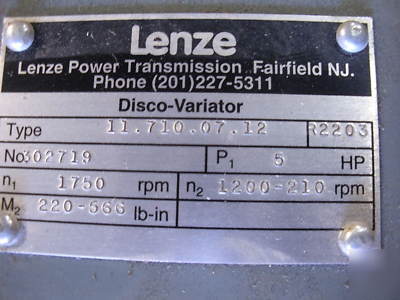 Lenze
Lenze Power Transmission Fairfield NJ.
Phone (201)227-5311
Disco-Variator
Type 11.710.07.12 R2203
No 302719 P1 5 HP
n1 1750 rpm n2 1200-210 rpm
M2 220-566 lb-in